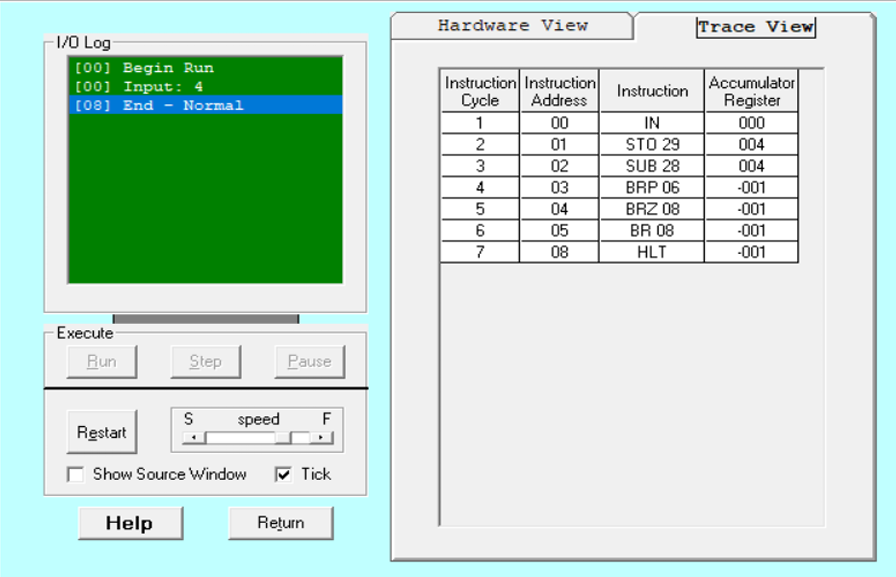 I/O Log
[00] Begin Run
[00] Input: 4
[08] End - Normal
Execute
Run Step Pause
Restart
S speed F
Show Source Window Tick
Help Return
Hardware View Trace View
Instruction Cycle Instruction Address Instruction Accumulator Register
1 00 IN 000
2 01 STO 29 004
3 02 SUB 28 004
4 03 BRP 06 -001
5 04 BRZ 08 -001
6 05 BR 08 -001
7 08 HLT -001